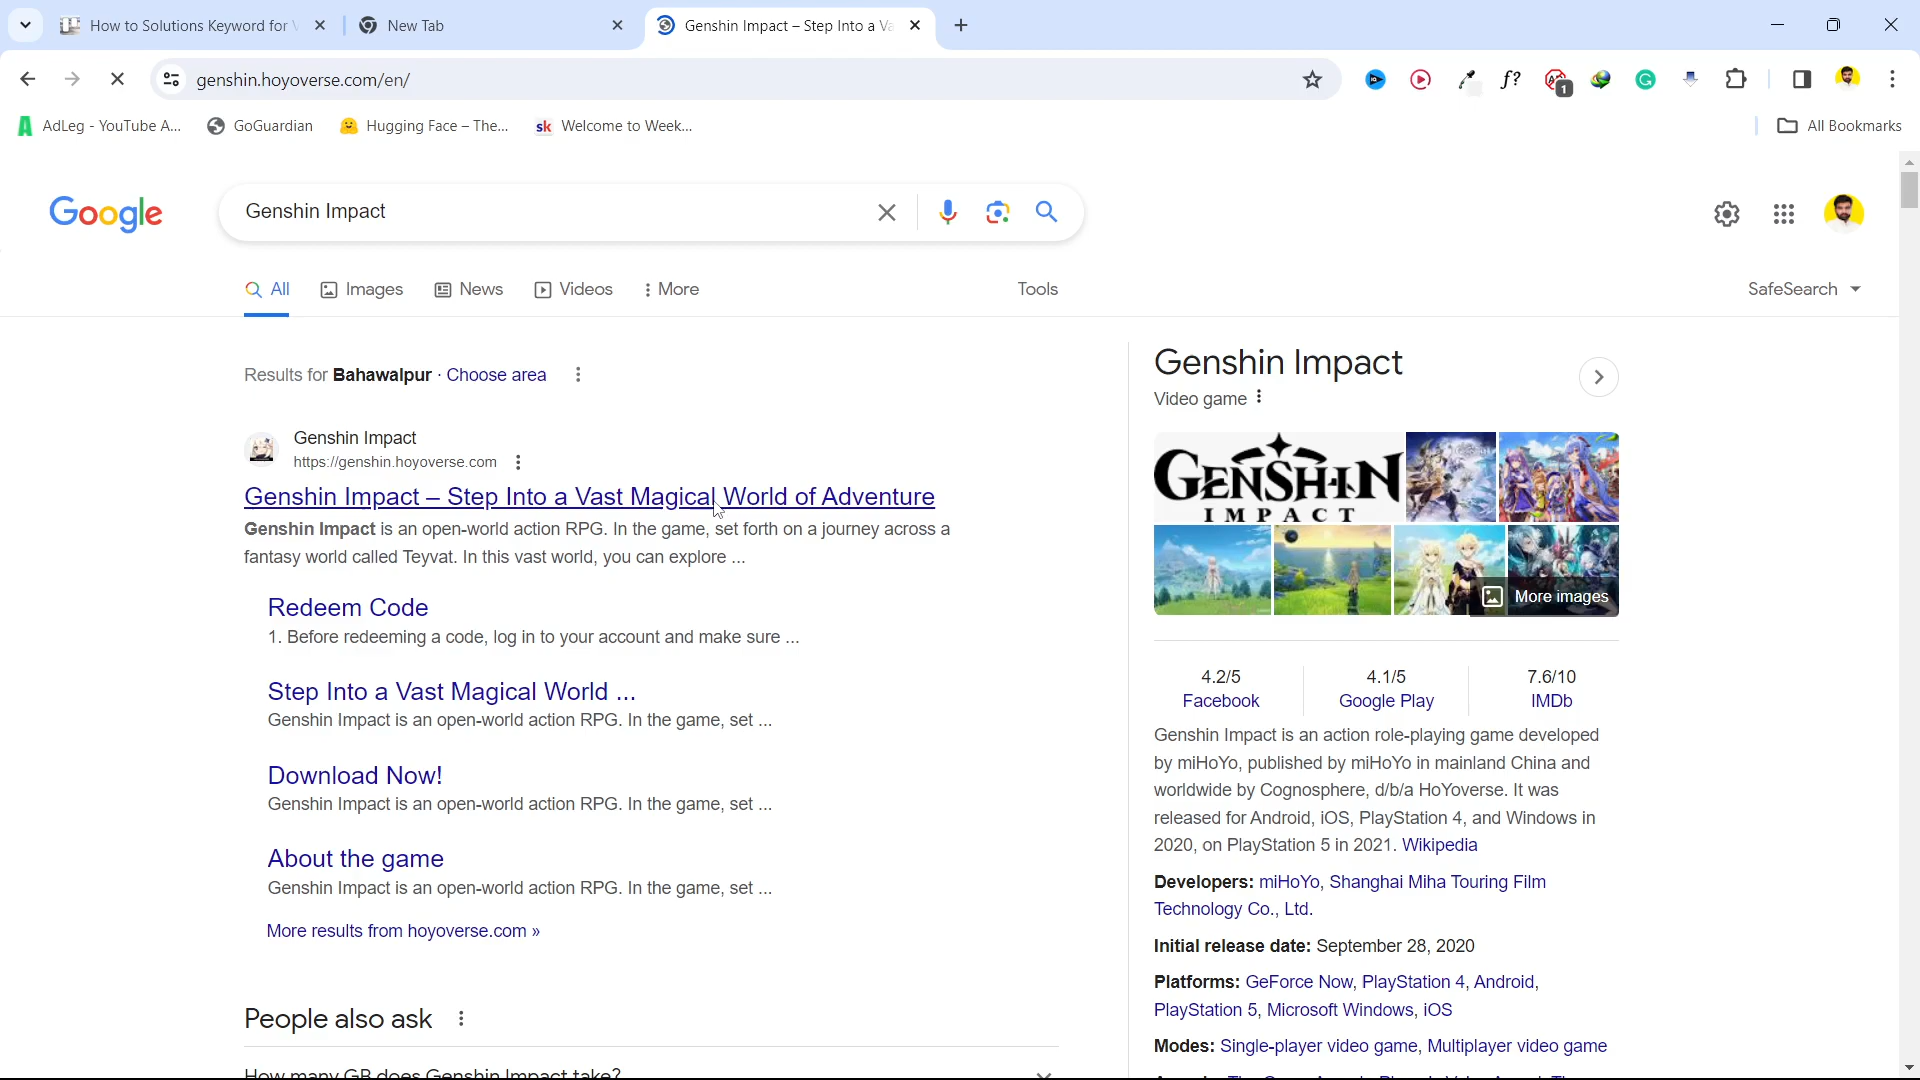 How to Solutions Keyword for
New Tab
Genshin Impact – Step Into a Va
genshin.hoyoverse.com/en/
f?
1
AdLeg - YouTube A...
GoGuardian
Hugging Face – The...
sk Welcome to Week...
All Bookmarks
Google
Genshin Impact
All
Images
News
Videos
More
Tools
SafeSearch
Results for Bahawalpur · Choose area
Genshin Impact
https://genshin.hoyoverse.com
Genshin Impact – Step Into a Vast Magical World of Adventure
Genshin Impact is an open-world action RPG. In the game, set forth on a journey across a
fantasy world called Teyvat. In this vast world, you can explore ...
Redeem Code
1. Before redeeming a code, log in to your account and make sure ...
Step Into a Vast Magical World ...
Genshin Impact is an open-world action RPG. In the game, set ...
Download Now!
Genshin Impact is an open-world action RPG. In the game, set ...
About the game
Genshin Impact is an open-world action RPG. In the game, set ...
More results from hoyoverse.com »
People also ask
How many GB does Genshin Impact take?
Genshin Impact
Video game
GENSHIN
IMPACT
More images
4.2/5
Facebook
4.1/5
Google Play
7.6/10
IMDb
Genshin Impact is an action role-playing game developed
by miHoYo, published by miHoYo in mainland China and
worldwide by Cognosphere, d/b/a HoYoverse. It was
released for Android, iOS, PlayStation 4, and Windows in
2020, on PlayStation 5 in 2021. Wikipedia
Developers: miHoYo, Shanghai Miha Touring Film
Technology Co., Ltd.
Initial release date: September 28, 2020
Platforms: GeForce Now, PlayStation 4, Android,
PlayStation 5, Microsoft Windows, iOS
Modes: Single-player video game, Multiplayer video game